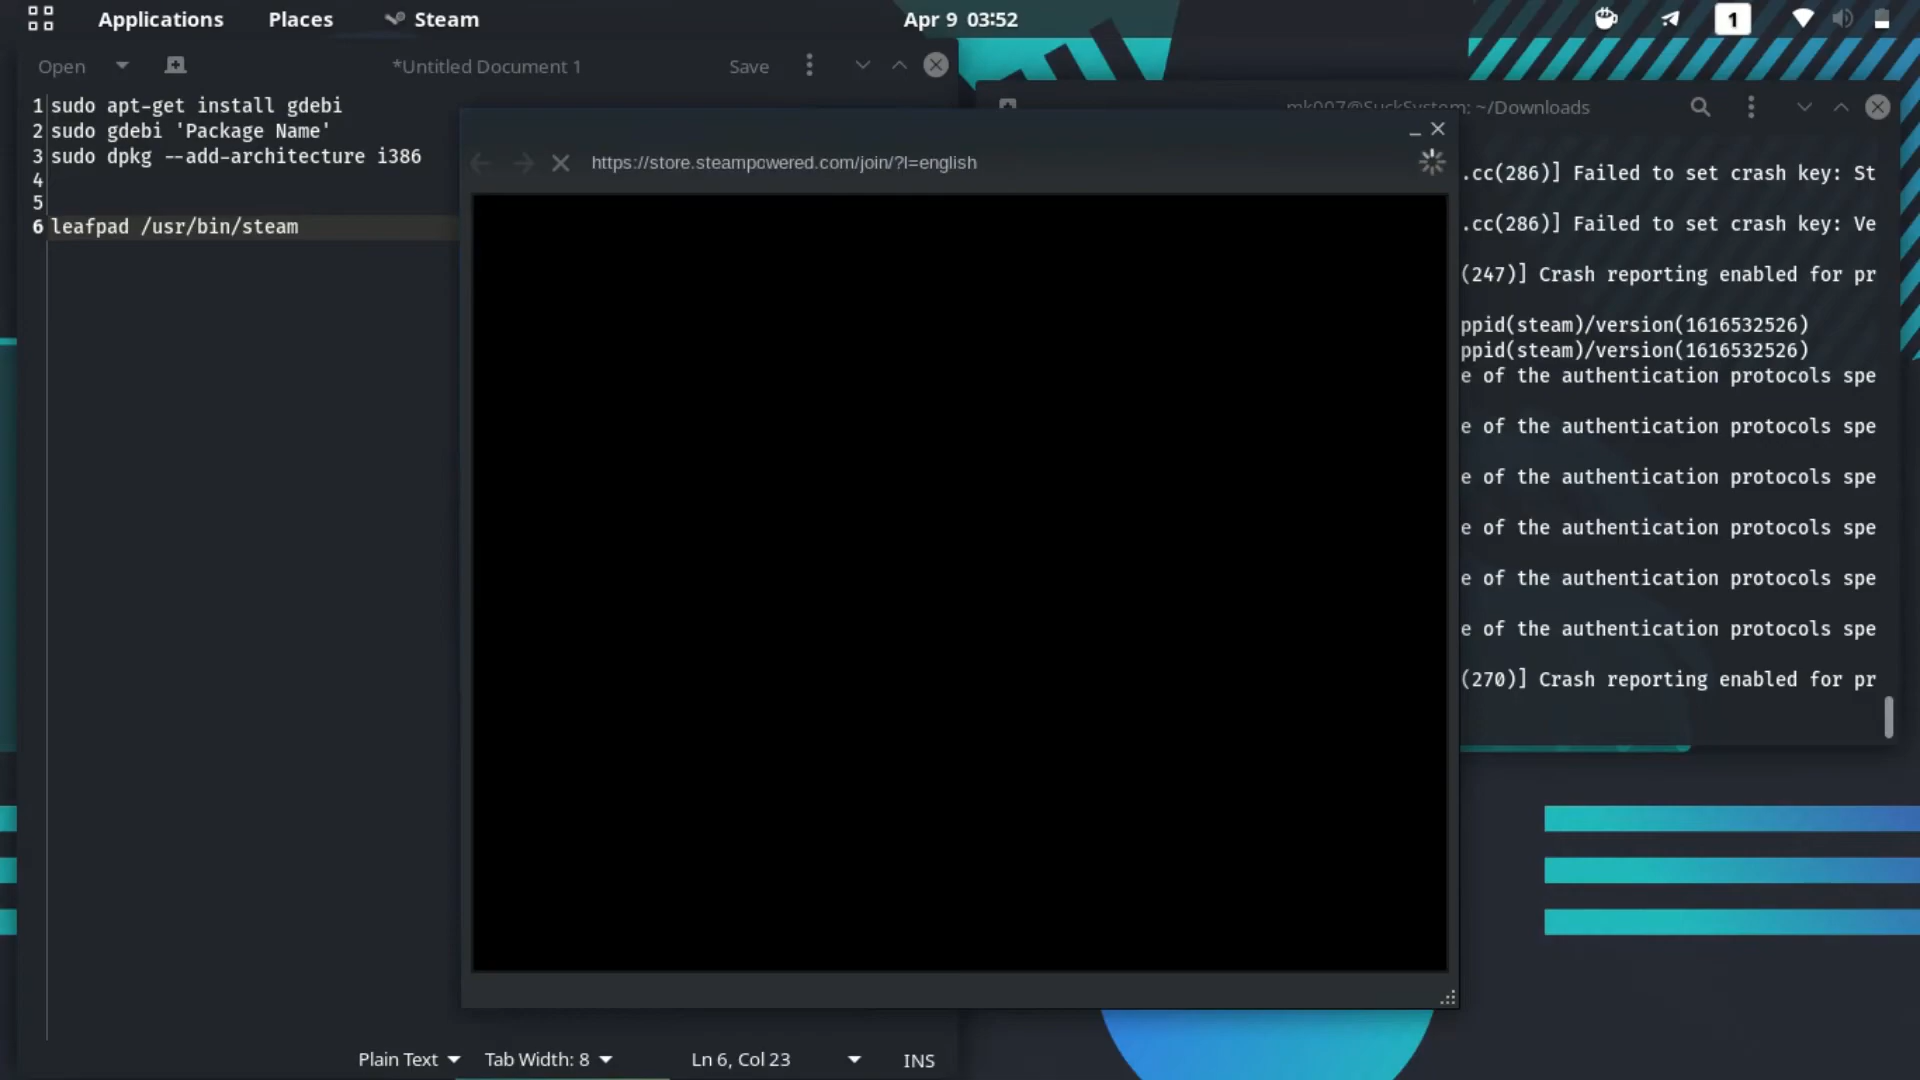 Applications Places Steam Apr 9 03:52 1
Open *Untitled Document 1 Save
1 sudo apt-get install gdebi
2 sudo gdebi 'Package Name'
3 sudo dpkg --add-architecture i386
4
5
6 leafpad /usr/bin/steam
https://store.steampowered.com/join/?l=english
mk007@SuckSystem: ~/Downloads
.cc(286)] Failed to set crash key: St
.cc(286)] Failed to set crash key: Ve
(247)] Crash reporting enabled for pr
ppid(steam)/version(1616532526)
ppid(steam)/version(1616532526)
e of the authentication protocols spe
e of the authentication protocols spe
e of the authentication protocols spe
e of the authentication protocols spe
e of the authentication protocols spe
e of the authentication protocols spe
(270)] Crash reporting enabled for pr
Plain Text Tab Width: 8 Ln 6, Col 23 INS